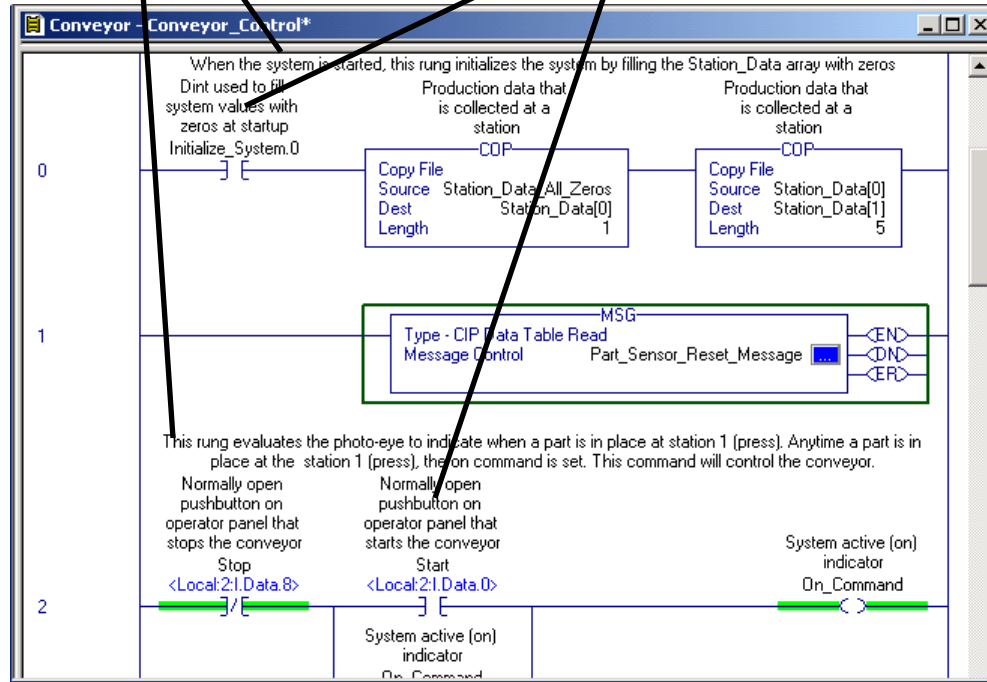 Conveyor - Conveyor_Control*
When the system is started, this rung initializes the system by filling the Station_Data array with zeros
Dint used to fill
system values with
zeros at startup
Initialize_System.0
Production data that
is collected at a
station
COP
Copy File
Source Station_Data_All_Zeros
Dest Station_Data[0]
Length 1
Production data that
is collected at a
station
COP
Copy File
Source Station_Data[0]
Dest Station_Data[1]
Length 5
0
1
MSG
Type - CIP Data Table Read
Message Control Part_Sensor_Reset_Message ...
EN
DN
ER
This rung evaluates the photo-eye to indicate when a part is in place at station 1 (press). Anytime a part is in
place at the station 1 (press), the on command is set. This command will control the conveyor.
Normally open
pushbutton on
operator panel that
stops the conveyor
Stop
<Local:2:I.Data.8>
Normally open
pushbutton on
operator panel that
starts the conveyor
Start
<Local:2:I.Data.0>
System active (on)
indicator
On_Command
2
System active (on)
indicator
On_Command